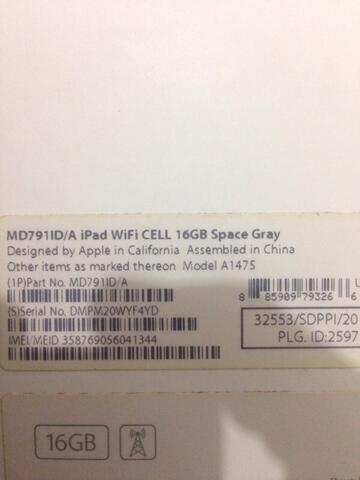 MD791ID/A iPad WiFi CELL 16GB Space Gray
Designed by Apple in California Assembled in China
Other items as marked thereon Model A1475
(1P)Part No. MD791ID/A
8 85909 79326 6
(S)Serial No. DMPM20WYF4YD
32553/SDPPI/20
PLG. ID:2597
IMEI/MEID 358769056041344
16GB